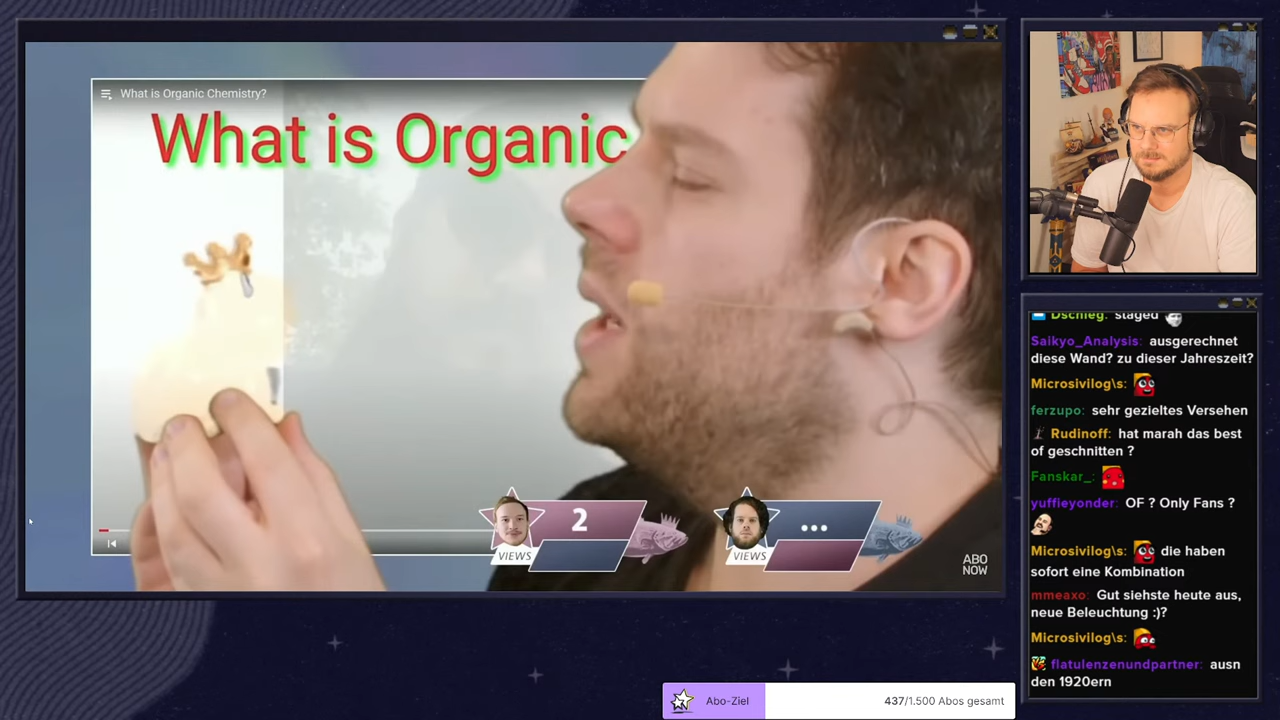 What is Organic Chemistry?
What is Organic
2
VIEWS
...
VIEWS
ABO
NOW
Dschieg: staged
Saikyo_Analysis: ausgerechnet
diese Wand? zu dieser Jahreszeit?
Microsivilog\s:
ferzupo: sehr gezieltes Versehen
Rudinoff: hat marah das best
of geschnitten ?
Fanskar_:
yuffieyonder: OF ? Only Fans ?
Microsivilog\s: die haben
sofort eine Kombination
mmeaxo: Gut siehste heute aus,
neue Beleuchtung :)?
Microsivilog\s:
flatulenzenundpartner: ausn
den 1920ern
Abo-Ziel
437/1.500 Abos gesamt